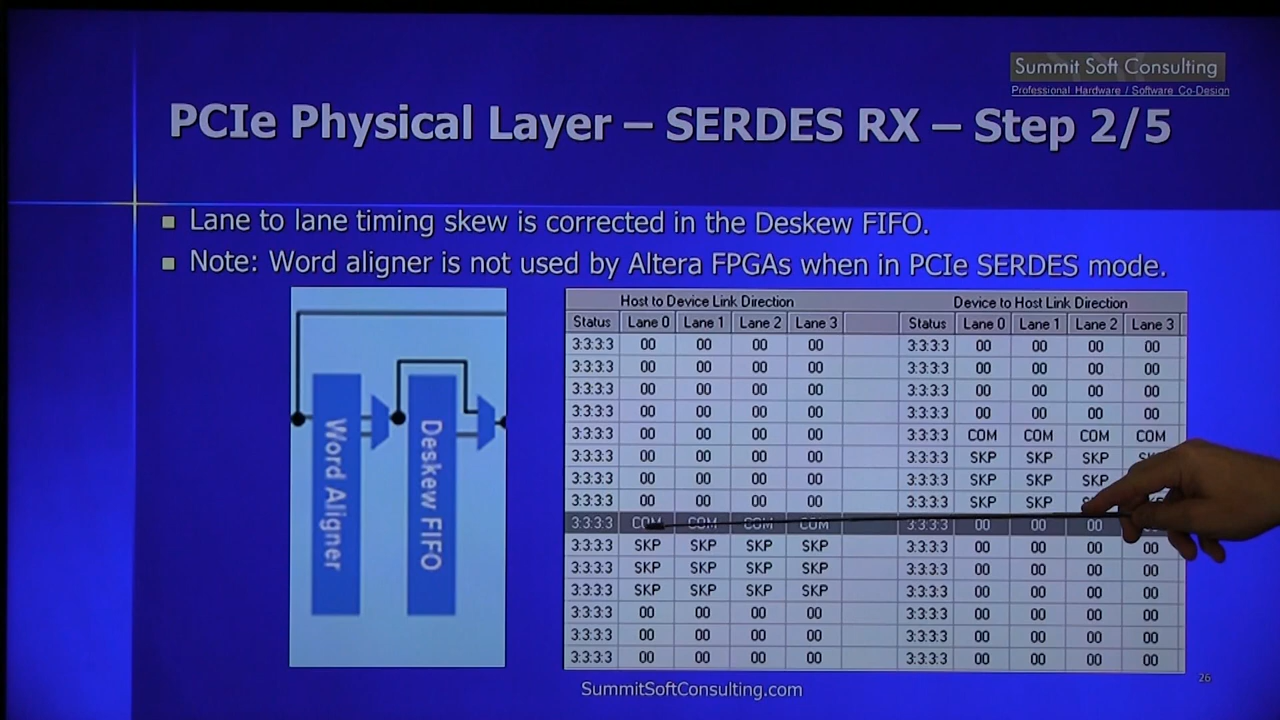 Summit Soft Consulting
Professional Hardware / Software Co-Design
PCIe Physical Layer – SERDES RX – Step 2/5
Lane to lane timing skew is corrected in the Deskew FIFO.
Note: Word aligner is not used by Altera FPGAs when in PCIe SERDES mode.
Word Aligner
Deskew FIFO
Host to Device Link Direction Device to Host Link Direction
Status Lane 0 Lane 1 Lane 2 Lane 3 Status Lane 0 Lane 1 Lane 2 Lane 3
3:3:3:3 00 00 00 00 3:3:3:3 00 00 00 00
3:3:3:3 00 00 00 00 3:3:3:3 00 00 00 00
3:3:3:3 00 00 00 00 3:3:3:3 00 00 00 00
3:3:3:3 00 00 00 00 3:3:3:3 00 00 00 00
3:3:3:3 00 00 00 00 3:3:3:3 COM COM COM COM
3:3:3:3 00 00 00 00 3:3:3:3 SKP SKP SKP
3:3:3:3 00 00 00 00 3:3:3:3 SKP SKP SKP
3:3:3:3 00 00 00 00 3:3:3:3 SKP SKP
3:3:3:3 COM COM COM COM 3:3:3:3 00 00 00
3:3:3:3 SKP SKP SKP SKP 3:3:3:3 00 00 00
3:3:3:3 SKP SKP SKP SKP 3:3:3:3 00 00 00 00
3:3:3:3 SKP SKP SKP SKP 3:3:3:3 00 00 00 00
3:3:3:3 00 00 00 00 3:3:3:3 00 00 00 00
3:3:3:3 00 00 00 00 3:3:3:3 00 00 00 00
3:3:3:3 00 00 00 00 3:3:3:3 00 00 00 00
SummitSoftConsulting.com
26